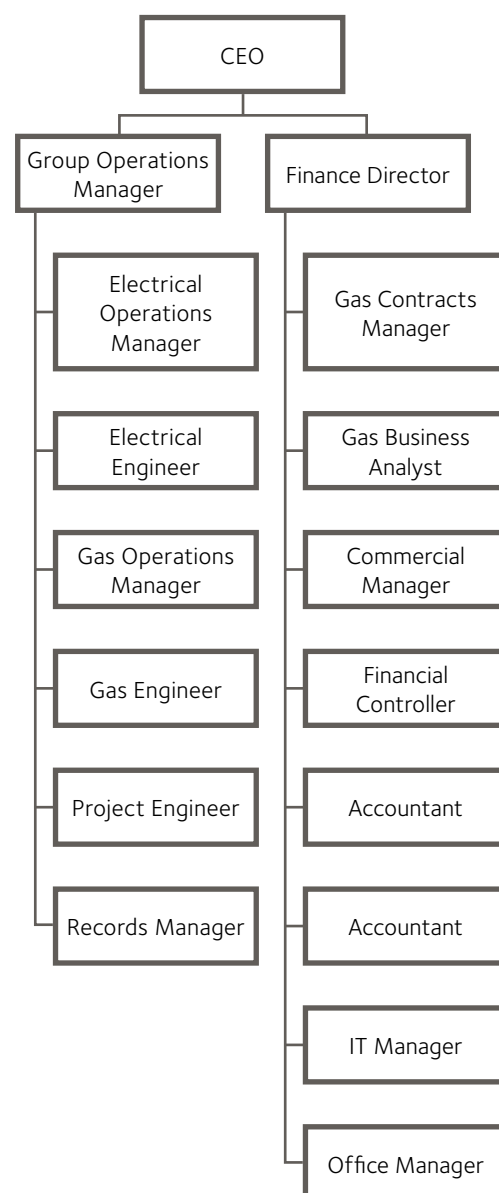 CEO
Group Operations
Manager
Finance Director
Electrical
Operations
Manager
Electrical
Engineer
Gas Operations
Manager
Gas Engineer
Project Engineer
Records Manager
Gas Contracts
Manager
Gas Business
Analyst
Commercial
Manager
Financial
Controller
Accountant
Accountant
IT Manager
Office Manager